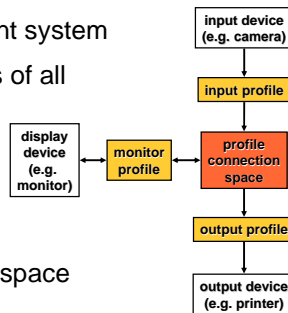 nt system
s of all
space
input device
(e.g. camera)
input profile
display
device
(e.g.
monitor)
monitor
profile
profile
connection
space
output profile
output device
(e.g. printer)